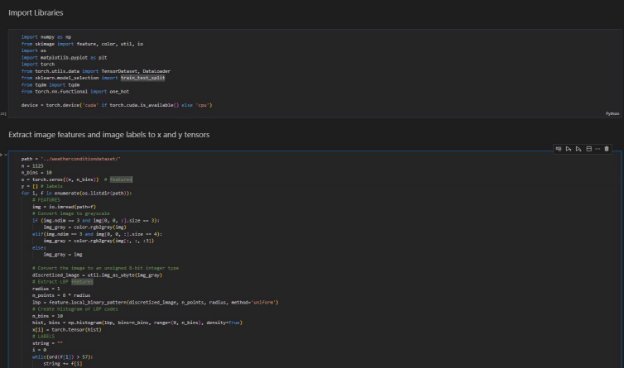 Import Libraries
import numpy as np
from skimage import feature, color, util, io
import os
import matplotlib.pyplot as plt
import torch
from torch.utils.data import TensorDataset, DataLoader
from sklearn.model_selection import train_test_split
from tqdm import tqdm
from torch.nn.functional import one_hot
device = torch.device('cuda' if torch.cuda.is_available() else "cpu")
Python
Extract image features and image labels to x and y tensors
path = "../weatherconditiondataset/"
n = 1125
n_bins = 10
x = torch.zeros((n, n_bins)) # features
y = [] # labels
for i, f in enumerate(os.listdir(path)):
# FEATURES
img = io.imread(path+f)
# Convert image to grayscale
if (img.ndim == 3 and img[0, 0, :].size == 3):
img_gray = color.rgb2gray(img)
elif(img.ndim == 3 and img[0, 0, :].size == 4):
img_gray = color.rgb2gray(img[:, :, :3])
else:
img_gray = img
# Convert the image to an unsigned 8-bit integer type
discretized_image = util.img_as_ubyte(img_gray)
# Extract LBP features
radius = 1
n_points = 8 * radius
lbp = feature.local_binary_pattern(discretized_image, n_points, radius, method='uniform')
# Create histogram of LBP codes
n_bins = 10
hist, bins = np.histogram(lbp, bins=n_bins, range=(0, n_bins), density=True)
x[i] = torch.tensor(hist)
# LABELS
string = ""
i = 0
while(ord(f[i]) > 57):
string += f[i]